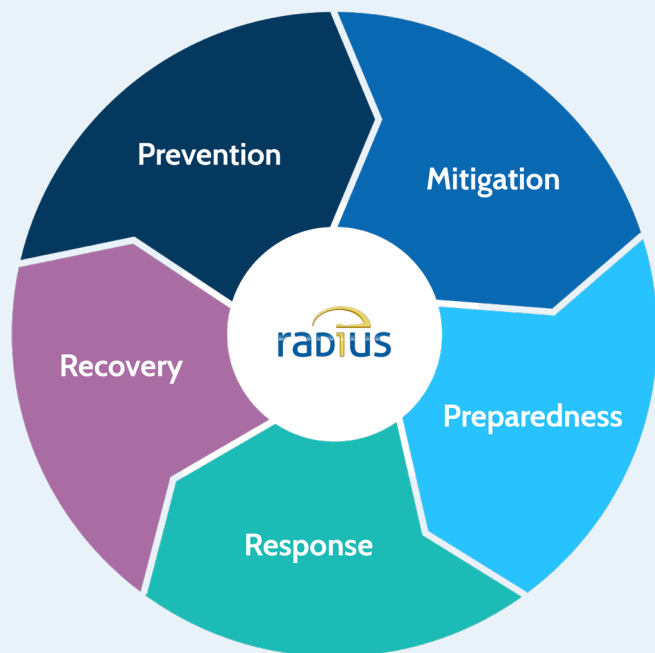 Prevention
Mitigation
Preparedness
Response
Recovery
radius